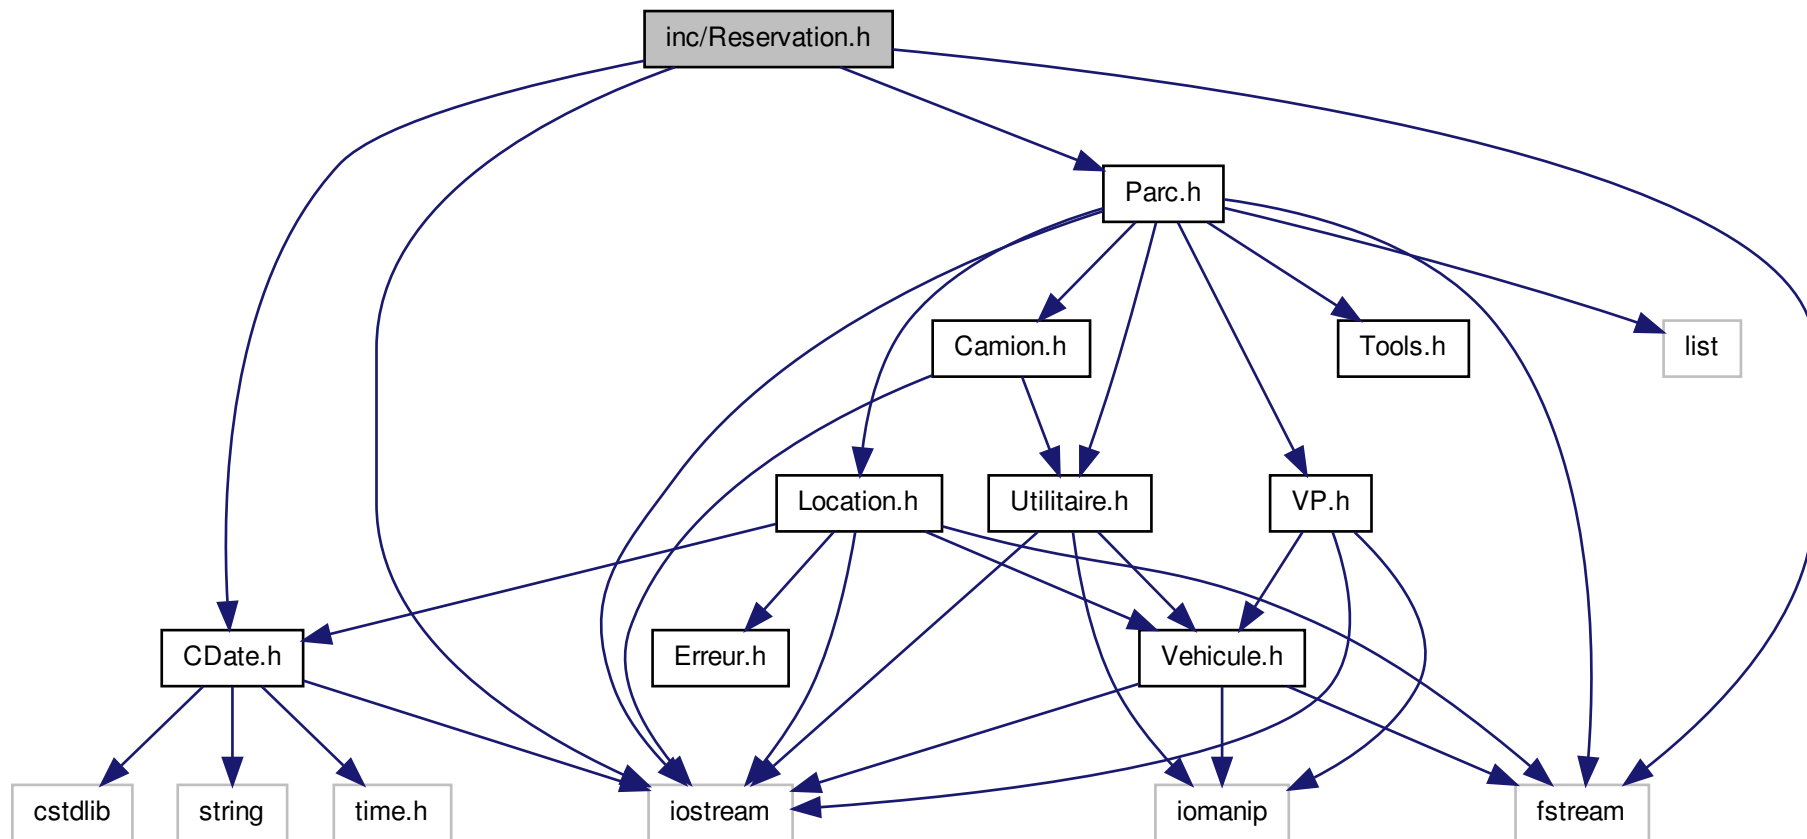 inc/Reservation.h
Parc.h
Camion.h
Tools.h
list
Location.h
Utilitaire.h
VP.h
CDate.h
Erreur.h
Vehicule.h
cstdlib
string
time.h
iostream
iomanip
fstream